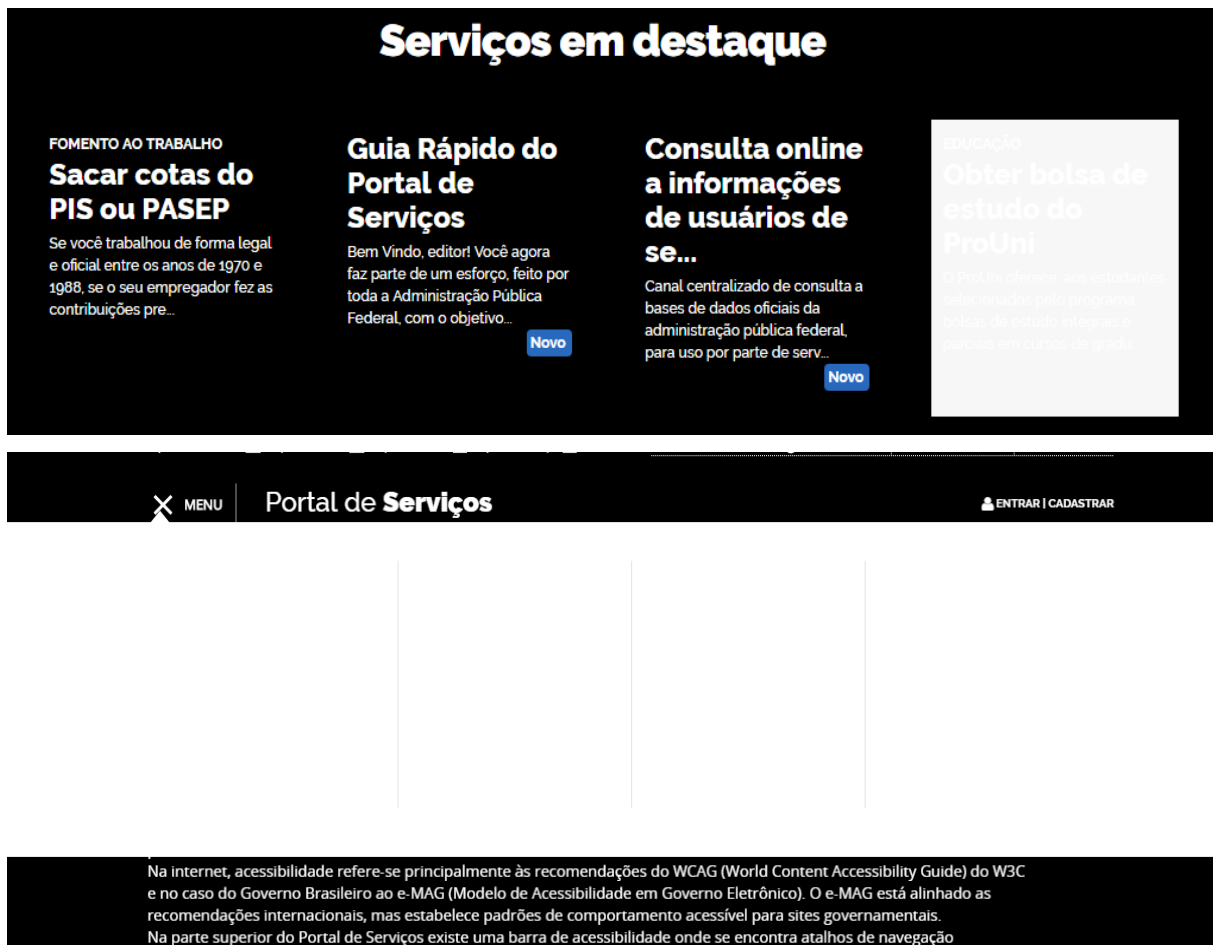 Serviços em destaque
FOMENTO AO TRABALHO
Sacar cotas do
PIS ou PASEP
Se você trabalhou de forma legal
e oficial entre os anos de 1970 e
1988, se o seu empregador fez as
contribuições pre...
Guia Rápido do
Portal de
Serviços
Bem Vindo, editor! Você agora
faz parte de um esforço, feito por
toda a Administração Pública
Federal, com o objetivo...
Novo
Consulta online
a informações
de usuários de
se...
Canal centralizado de consulta a
bases de dados oficiais da
administração pública federal,
para uso por parte de serv...
Novo
EDUCAÇÃO
Obter bolsa de
estudo do
ProUni
O ProUni oferece, aos estudantes
selecionados pelo programa,
bolsas de estudo integrais e
parciais em cursos de gradu...
MENU
Portal de Serviços
ENTRAR | CADASTRAR
Na internet, acessibilidade refere-se principalmente às recomendações do WCAG (World Content Accessibility Guide) do W3C
e no caso do Governo Brasileiro ao e-MAG (Modelo de Acessibilidade em Governo Eletrônico). O e-MAG está alinhado as
recomendações internacionais, mas estabelece padrões de comportamento acessível para sites governamentais.
Na parte superior do Portal de Serviços existe uma barra de acessibilidade onde se encontra atalhos de navegação